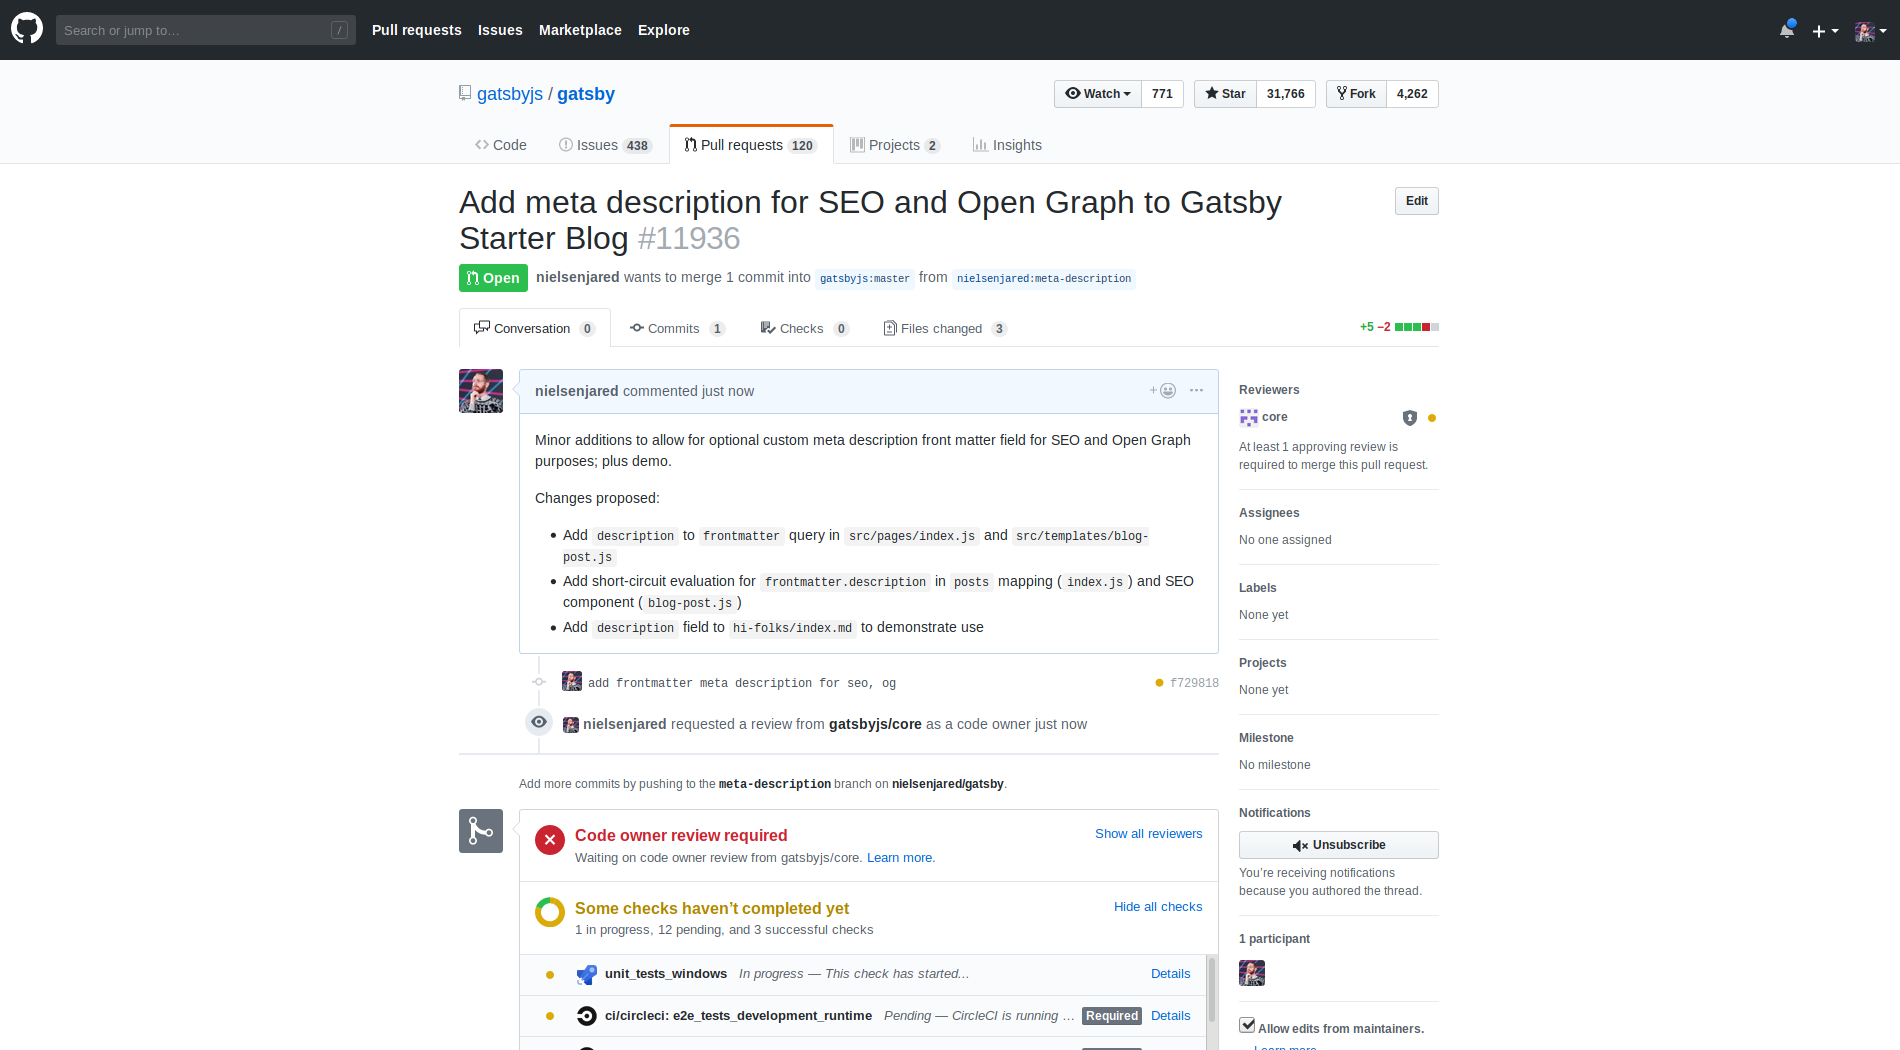 Search or jump to…
/
Pull requests Issues Marketplace Explore
gatsbyjs / gatsby
Watch 771 Star 31,766 Fork 4,262
Code Issues 438 Pull requests 120 Projects 2 Insights
Add meta description for SEO and Open Graph to Gatsby
Starter Blog #11936
Edit
Open nielsenjared wants to merge 1 commit into gatsbyjs:master from nielsenjared:meta-description
Conversation 0 Commits 1 Checks 0 Files changed 3 +5 −2
nielsenjared commented just now
Minor additions to allow for optional custom meta description front matter field for SEO and Open Graph
purposes; plus demo.
Changes proposed:
• Add description to frontmatter query in src/pages/index.js and src/templates/blog-
post.js
• Add short-circuit evaluation for frontmatter.description in posts mapping ( index.js ) and SEO
component ( blog-post.js )
• Add description field to hi-folks/index.md to demonstrate use
add frontmatter meta description for seo, og f729818
nielsenjared requested a review from gatsbyjs/core as a code owner just now
Add more commits by pushing to the meta-description branch on nielsenjared/gatsby.
Code owner review required Show all reviewers
Waiting on code owner review from gatsbyjs/core. Learn more.
Some checks haven’t completed yet Hide all checks
1 in progress, 12 pending, and 3 successful checks
unit_tests_windows In progress — This check has started… Details
ci/circleci: e2e_tests_development_runtime Pending — CircleCI is running … Required Details
Reviewers
core
At least 1 approving review is
required to merge this pull request.
Assignees
No one assigned
Labels
None yet
Projects
None yet
Milestone
No milestone
Notifications
Unsubscribe
You’re receiving notifications
because you authored the thread.
1 participant
Allow edits from maintainers.
Learn more